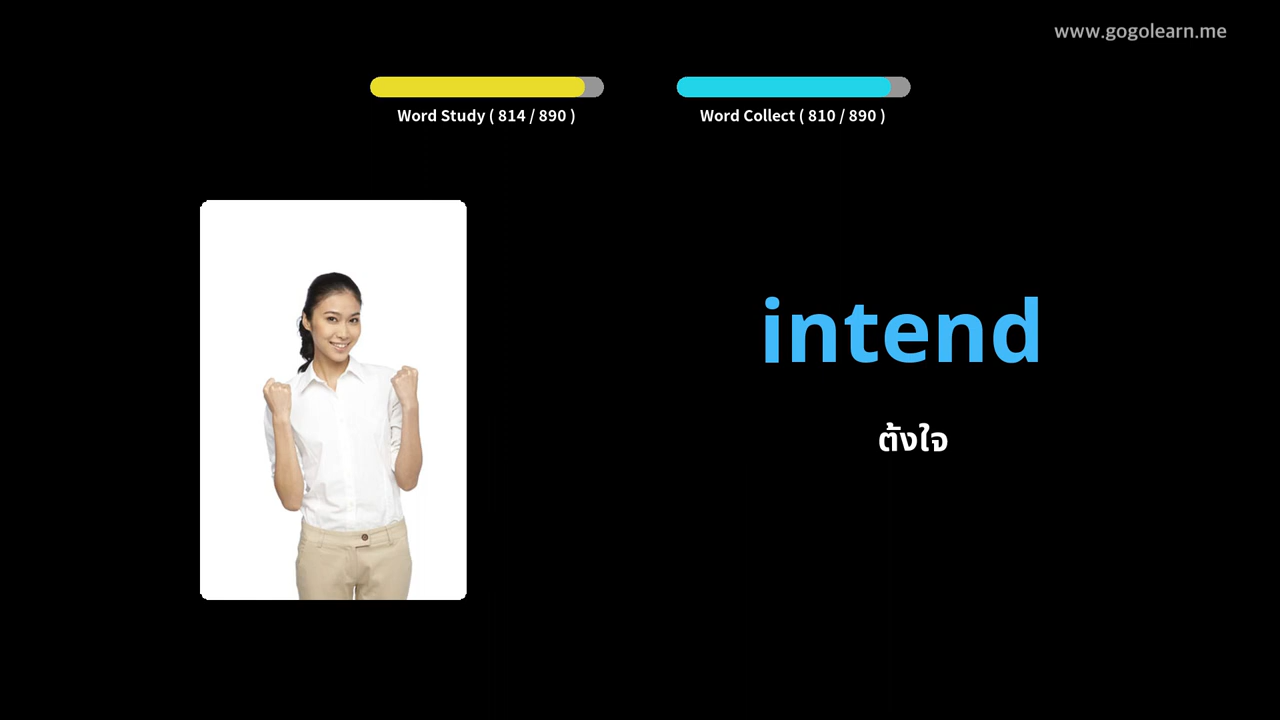 www.gogolearn.me
Word Study ( 814 / 890 )
Word Collect ( 810 / 890 )
intend
ตั้งใจ